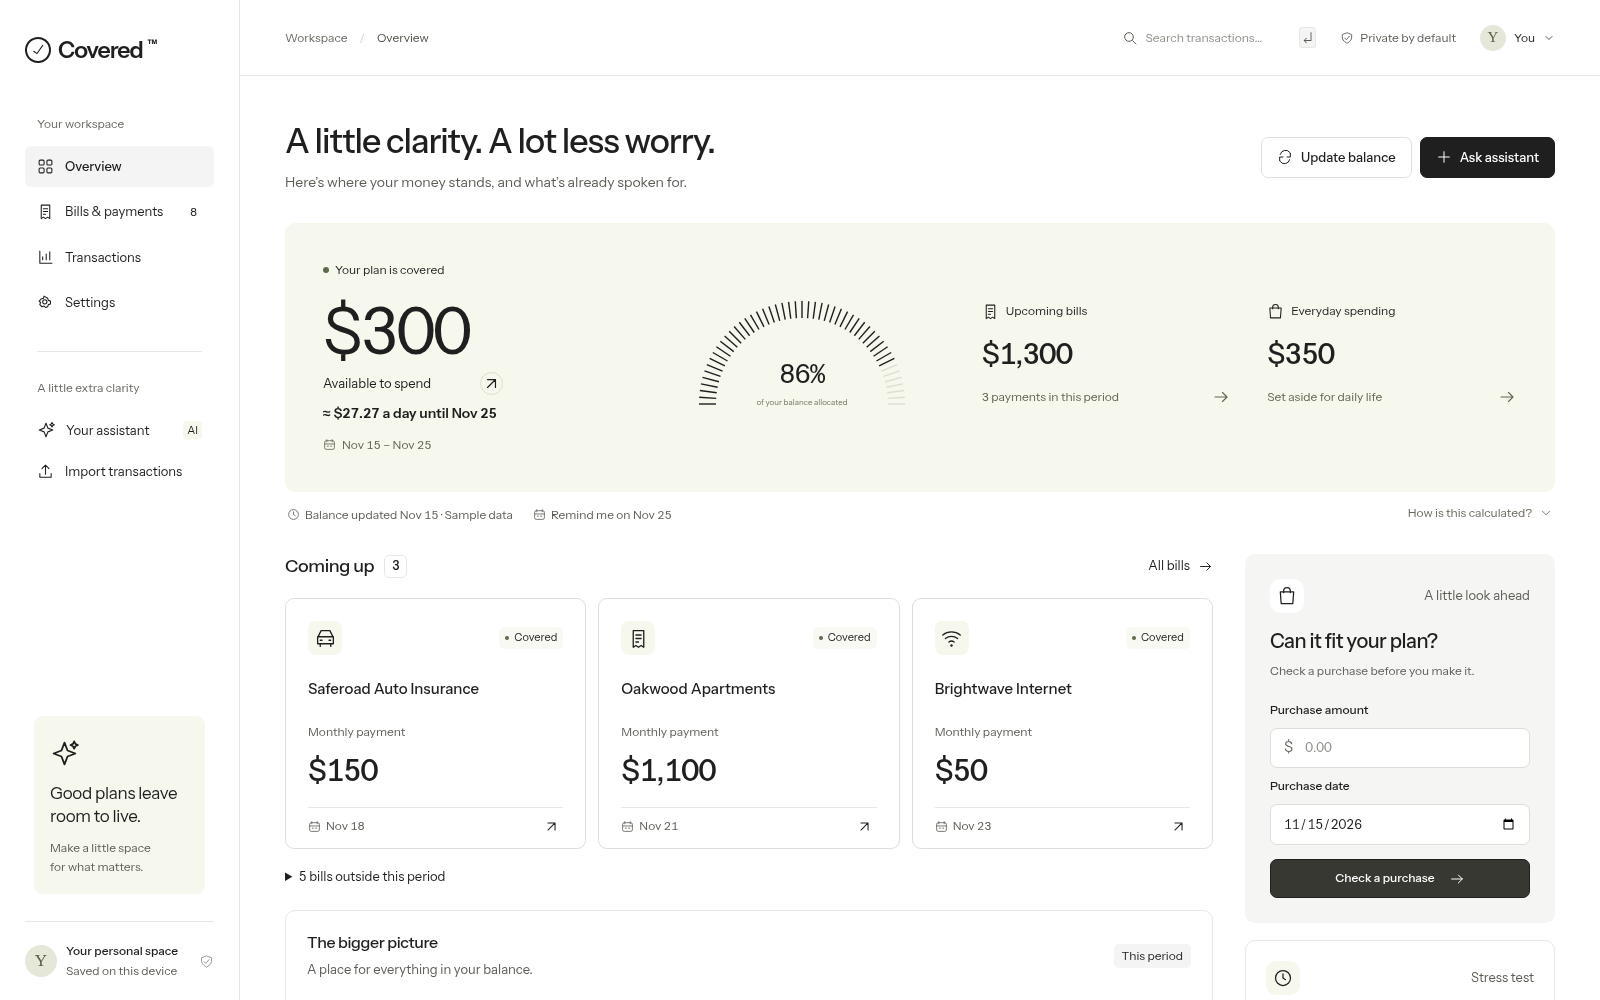 Covered ™
Your workspace
Overview
Bills & payments 8
Transactions
Settings
A little extra clarity
Your assistant AI
Import transactions
Good plans leave
room to live.
Make a little space
for what matters.
Y
Your personal space
Saved on this device
Workspace / Overview
Search transactions...
Private by default
Y You
A little clarity. A lot less worry.
Here's where your money stands, and what's already spoken for.
Update balance
Ask assistant
Your plan is covered
$300
Available to spend
≈ $27.27 a day until Nov 25
Nov 15 – Nov 25
86%
of your balance allocated
Upcoming bills
$1,300
3 payments in this period
Everyday spending
$350
Set aside for daily life
Balance updated Nov 15 · Sample data
Remind me on Nov 25
How is this calculated?
Coming up 3
All bills
Covered
Saferoad Auto Insurance
Monthly payment
$150
Nov 18
Covered
Oakwood Apartments
Monthly payment
$1,100
Nov 21
Covered
Brightwave Internet
Monthly payment
$50
Nov 23
5 bills outside this period
The bigger picture
A place for everything in your balance.
This period
A little look ahead
Can it fit your plan?
Check a purchase before you make it.
Purchase amount
$ 0.00
Purchase date
11/15/2026
Check a purchase
Stress test